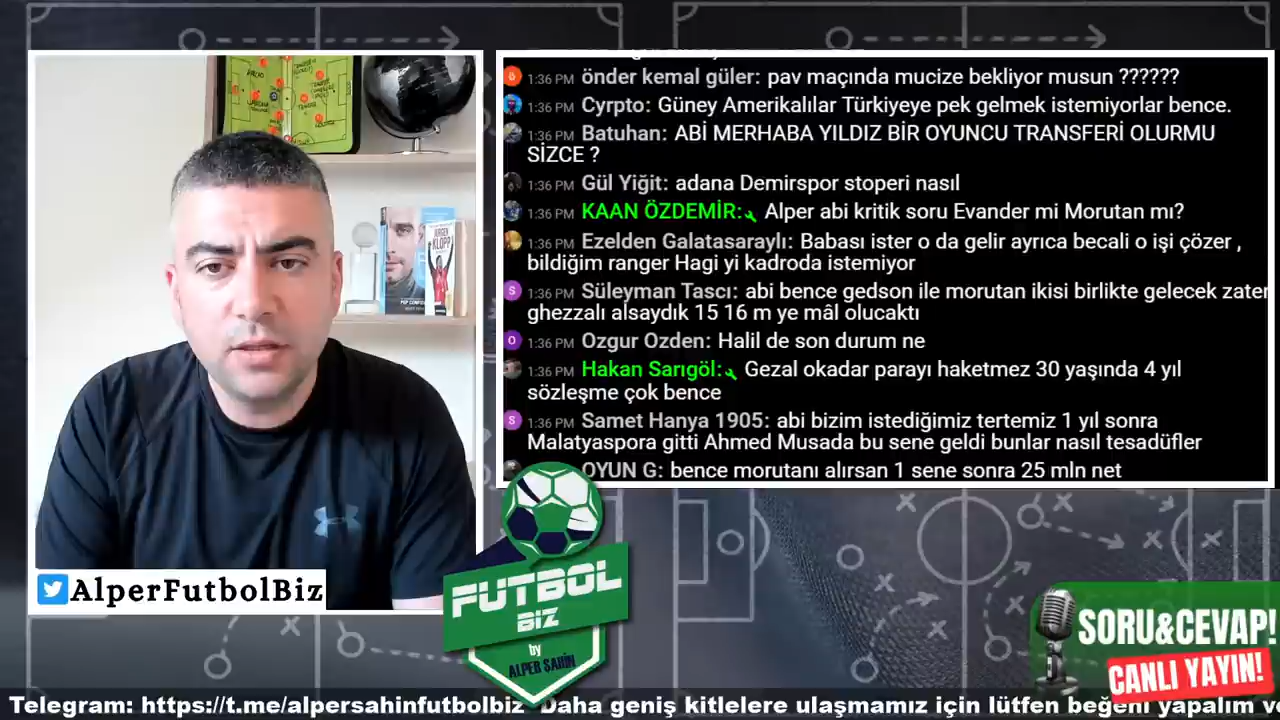 1:36 PM önder kemal güler: pav maçında mucize bekliyor musun ??????
1:36 PM Cyrpto: Güney Amerikalılar Türkiyeye pek gelmek istemiyorlar bence.
1:36 PM Batuhan: ABİ MERHABA YILDIZ BİR OYUNCU TRANSFERİ OLURMU
SİZCE ?
1:36 PM Gül Yiğit: adana Demirspor stoperi nasıl
1:36 PM KAAN ÖZDEMİR: Alper abi kritik soru Evander mi Morutan mı?
1:36 PM Ezelden Galatasaraylı: Babası ister o da gelir ayrıca becali o işi çözer ,
bildiğim ranger Hagi yi kadroda istemiyor
S 1:36 PM Süleyman Tascı: abi bence gedson ile morutan ikisi birlikte gelecek zater
ghezzalı alsaydık 15 16 m ye mâl olucaktı
O 1:36 PM Ozgur Ozden: Halil de son durum ne
1:36 PM Hakan Sarıgöl: Gezal okadar parayı haketmez 30 yaşında 4 yıl
sözleşme çok bence
S 1:36 PM Samet Hanya 1905: abi bizim istediğimiz tertemiz 1 yıl sonra
Malatyaspora gitti Ahmed Musada bu sene geldi bunlar nasıl tesadüfler
OYUN G: bence morutanı alırsan 1 sene sonra 25 mln net
JÜRGEN
KLOPP
AlperFutbolBiz
FUTBOL
BİZ
by
ALPER ŞAHİN
SORU&CEVAP!
CANLI YAYIN!
Telegram: https://t.me/alpersahinfutbolbiz Daha geniş kitlelere ulaşmamız için lütfen beğeni yapalım ve